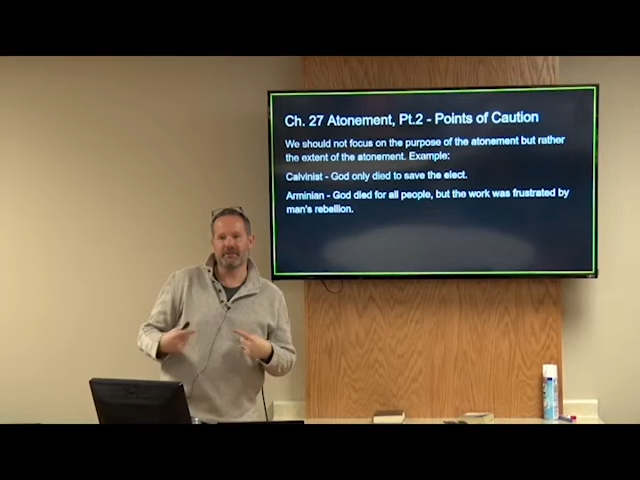 Ch. 27 Atonement, Pt.2 - Points of Caution
We should not focus on the purpose of the atonement but rather
the extent of the atonement. Example:
Calvinist - God only died to save the elect.
Arminian - God died for all people, but the work was frustrated by
man's rebellion.